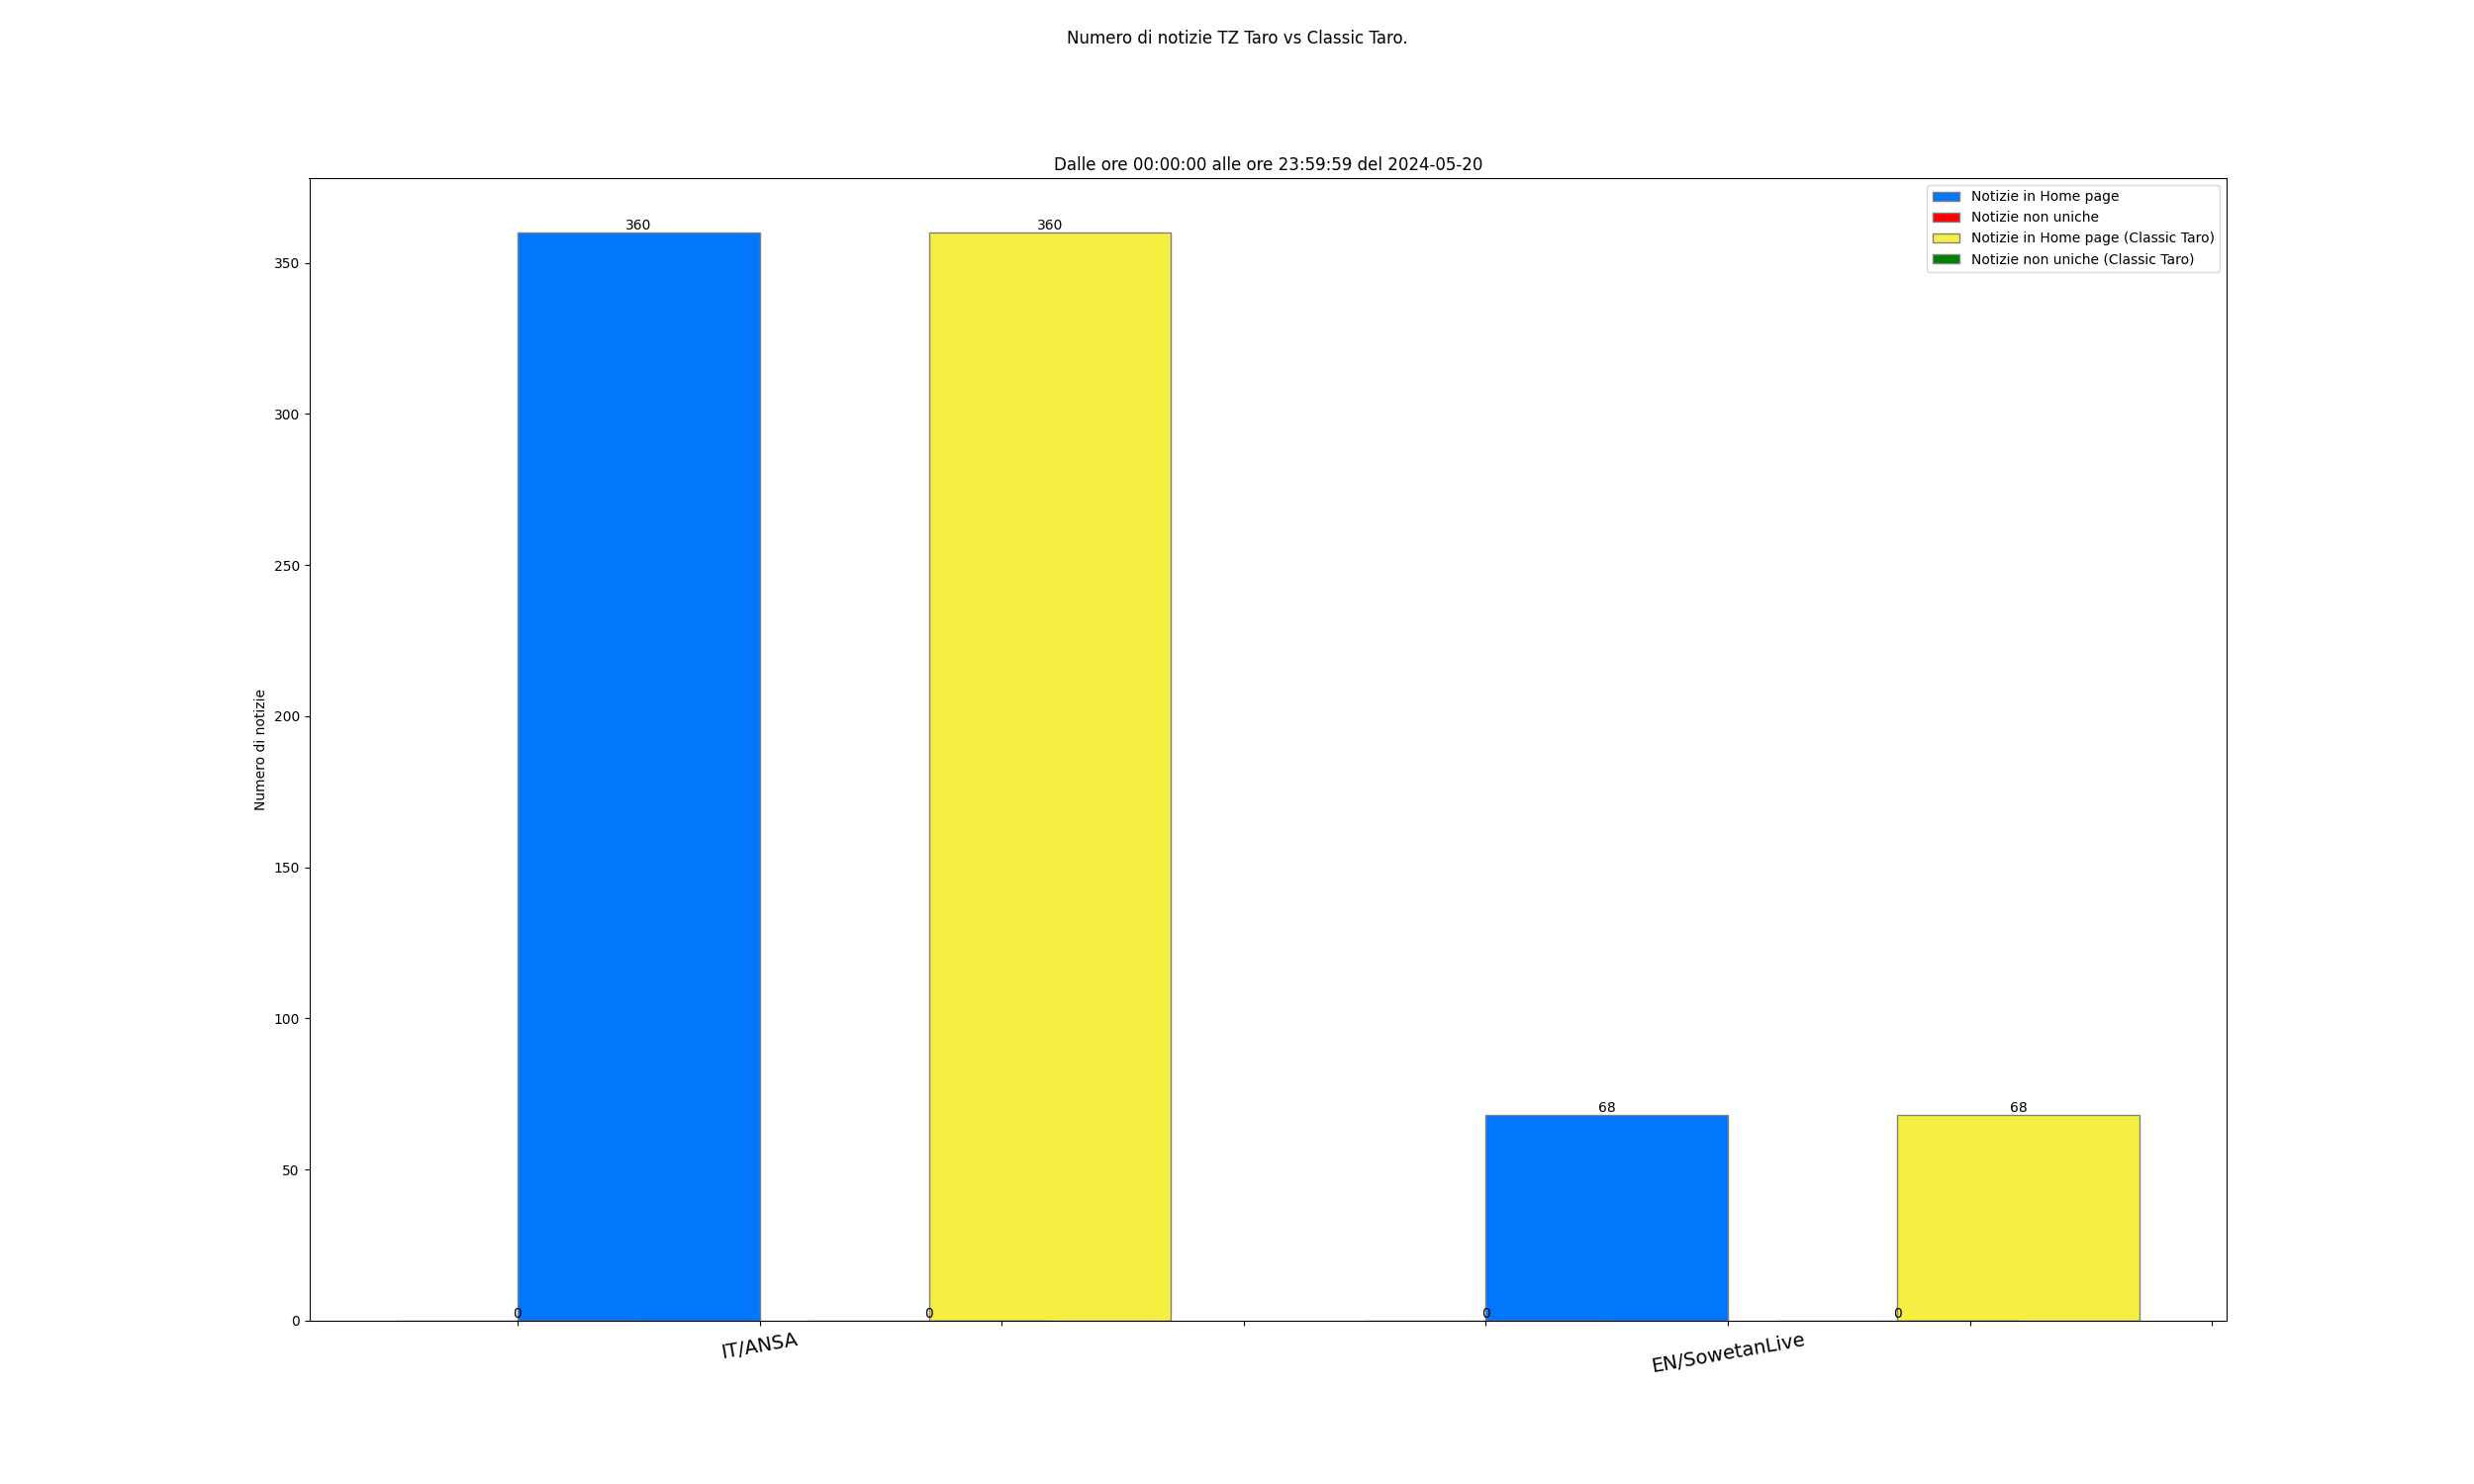 Numero di notizie TZ Taro vs Classic Taro.
Dalle ore 00:00:00 alle ore 23:59:59 del 2024-05-20
Notizie in Home page
Notizie non uniche
Notizie in Home page (Classic Taro)
Notizie non uniche (Classic Taro)
360
360
350
300
250
200
150
100
50
0
Numero di notizie
68
68
0
0
0
0
IT/ANSA
EN/SowetanLive